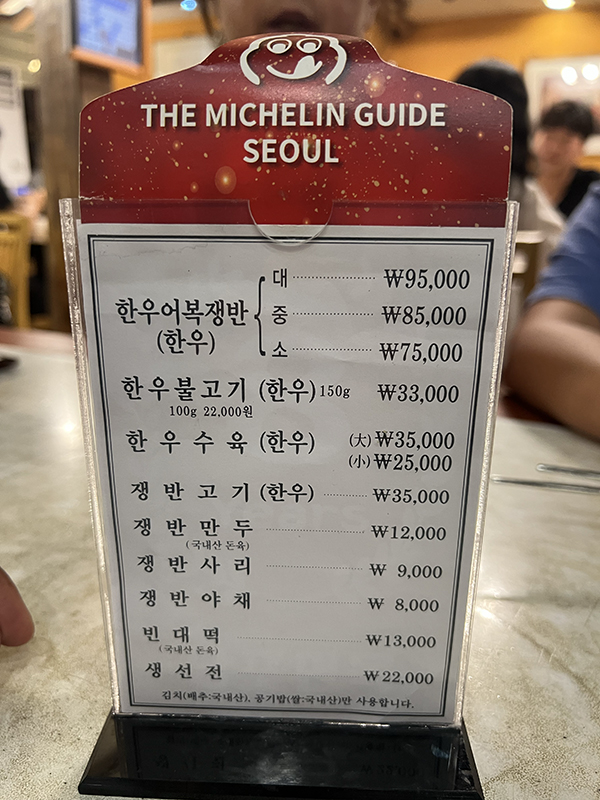 THE MICHELIN GUIDE
SEOUL
한우어복쟁반 (한우)
대 ₩95,000
중 ₩85,000
소 ₩75,000
한우불고기 (한우) 150g ₩33,000
100g 22,000원
한우수육 (한우) (大) ₩35,000
(小) ₩25,000
쟁반고기 (한우) ₩35,000
쟁반만두 ₩12,000
(국내산 돈육)
쟁반사리 ₩ 9,000
쟁반야채 ₩ 8,000
빈대떡 ₩13,000
(국내산 돈육)
생선전 ₩22,000
김치(배추:국내산), 공기밥(쌀:국내산)만 사용합니다.